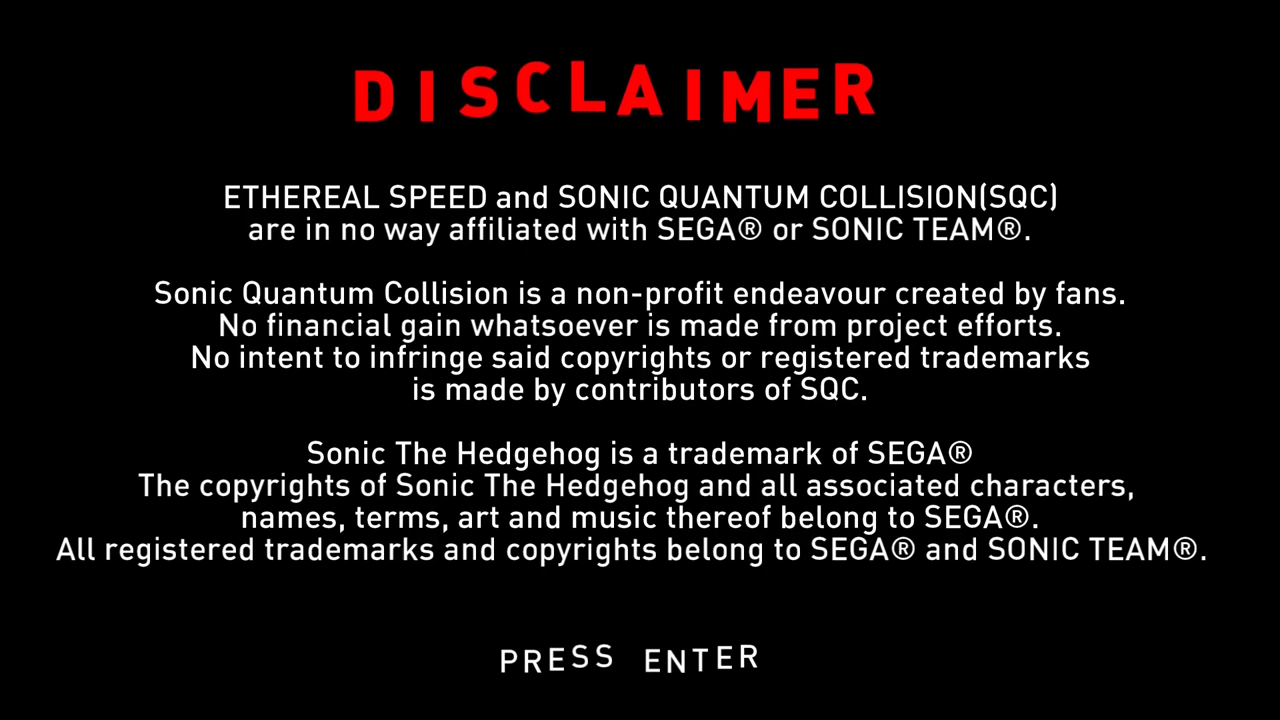 DISCLAIMER
ETHEREAL SPEED and SONIC QUANTUM COLLISION(SQC)
are in no way affiliated with SEGA® or SONIC TEAM®.
Sonic Quantum Collision is a non-profit endeavour created by fans.
No financial gain whatsoever is made from project efforts.
No intent to infringe said copyrights or registered trademarks
is made by contributors of SQC.
Sonic The Hedgehog is a trademark of SEGA®
The copyrights of Sonic The Hedgehog and all associated characters,
names, terms, art and music thereof belong to SEGA®.
All registered trademarks and copyrights belong to SEGA® and SONIC TEAM®.
PRESS ENTER